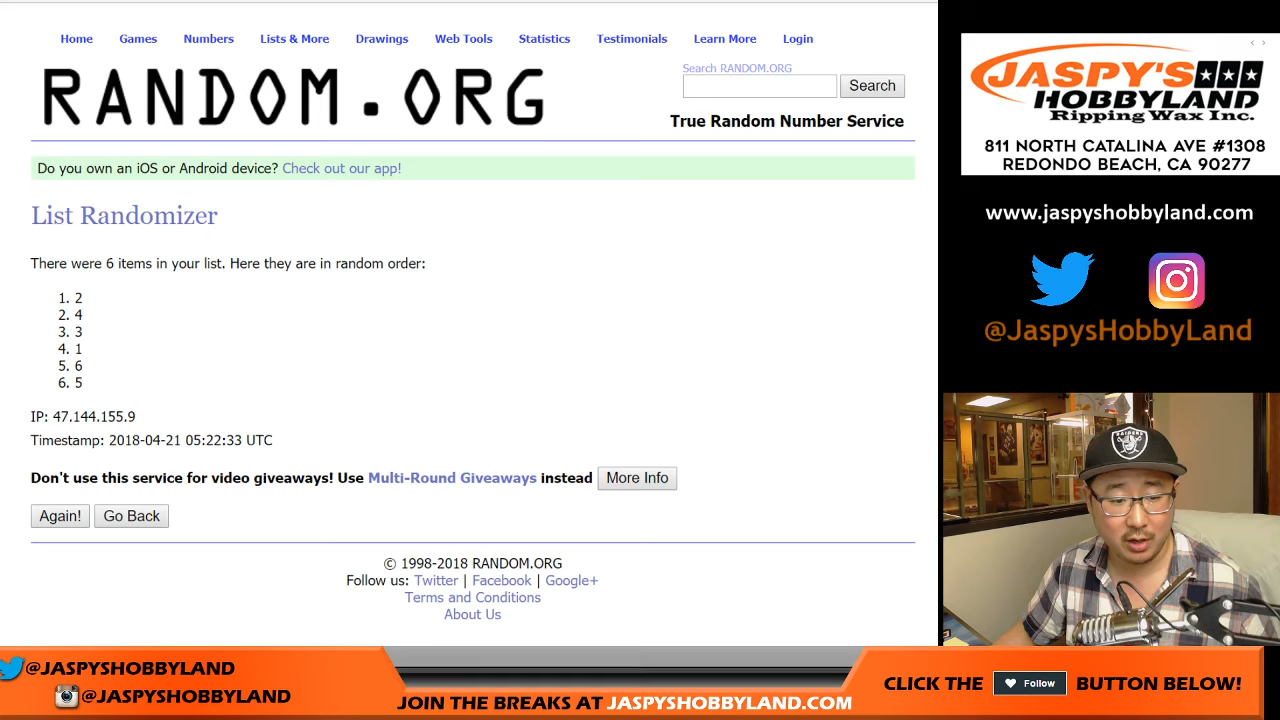 Home Games Numbers Lists & More Drawings Web Tools Statistics Testimonials Learn More Login
RANDOM.ORG
Search RANDOM.ORG
Search
True Random Number Service
Do you own an iOS or Android device? Check out our app!
List Randomizer
There were 6 items in your list. Here they are in random order:
1. 2
2. 4
3. 3
4. 1
5. 6
6. 5
IP: 47.144.155.9
Timestamp: 2018-04-21 05:22:33 UTC
Don't use this service for video giveaways! Use Multi-Round Giveaways instead More Info
Again! Go Back
© 1998-2018 RANDOM.ORG
Follow us: Twitter | Facebook | Google+
Terms and Conditions
About Us
JASPY'S
HOBBYLAND
Ripping Wax Inc.
811 NORTH CATALINA AVE #1308
REDONDO BEACH, CA 90277
www.jaspyshobbyland.com
@JaspysHobbyLand
RAIDERS
@JASPYSHOBBYLAND
@JASPYSHOBBYLAND
JOIN THE BREAKS AT JASPYSHOBBYLAND.COM
CLICK THE Follow BUTTON BELOW!